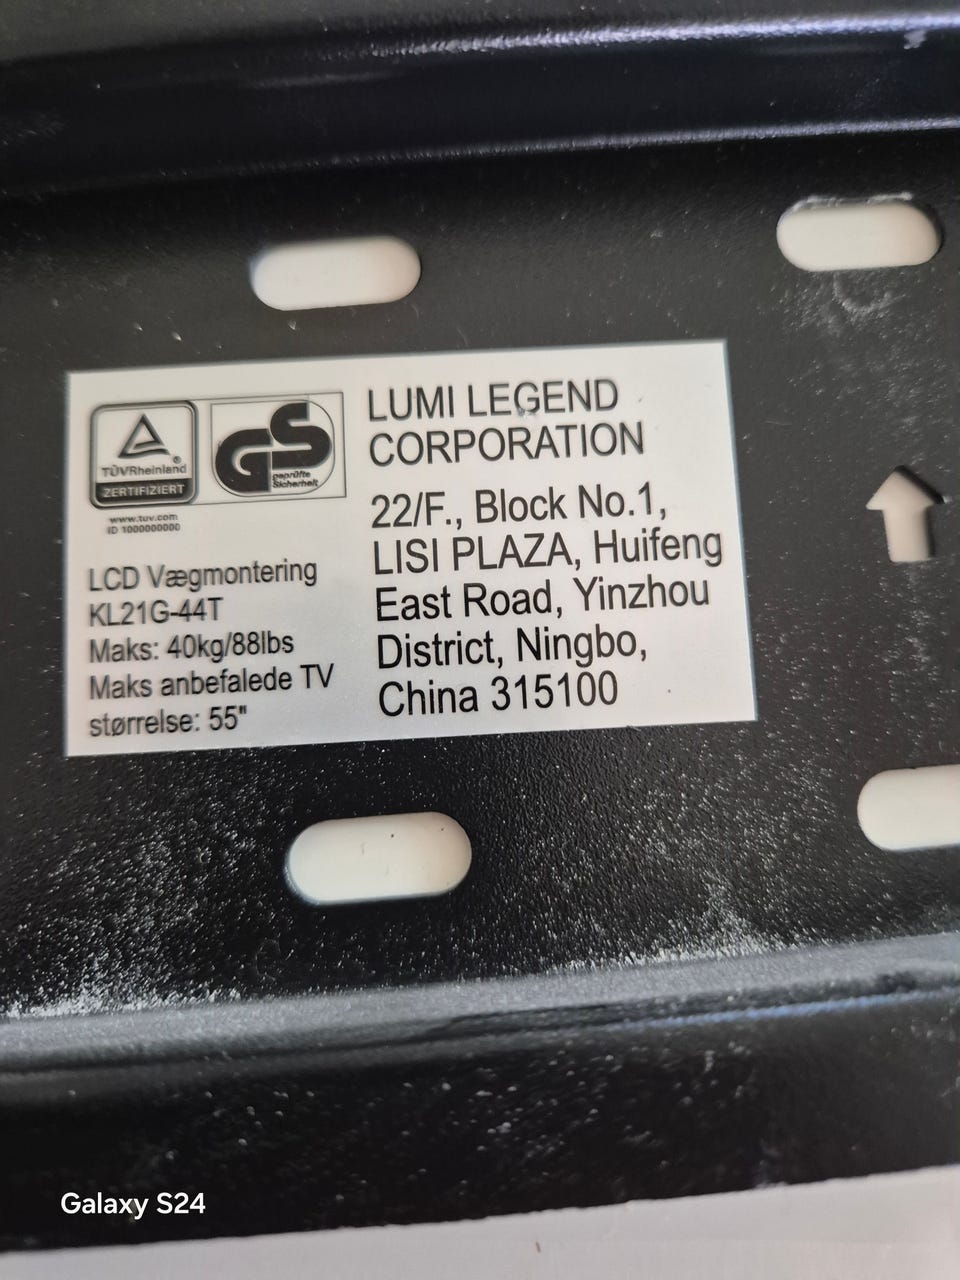 TÜVRheinland®
ZERTIFIZIERT
www.tuv.com
ID 1000000000
GS
geprüfte
Sicherheit
LCD Vægmontering
KL21G-44T
Maks: 40kg/88lbs
Maks anbefalede TV
størrelse: 55"
LUMI LEGEND
CORPORATION
22/F., Block No.1,
LISI PLAZA, Huifeng
East Road, Yinzhou
District, Ningbo,
China 315100
Galaxy S24